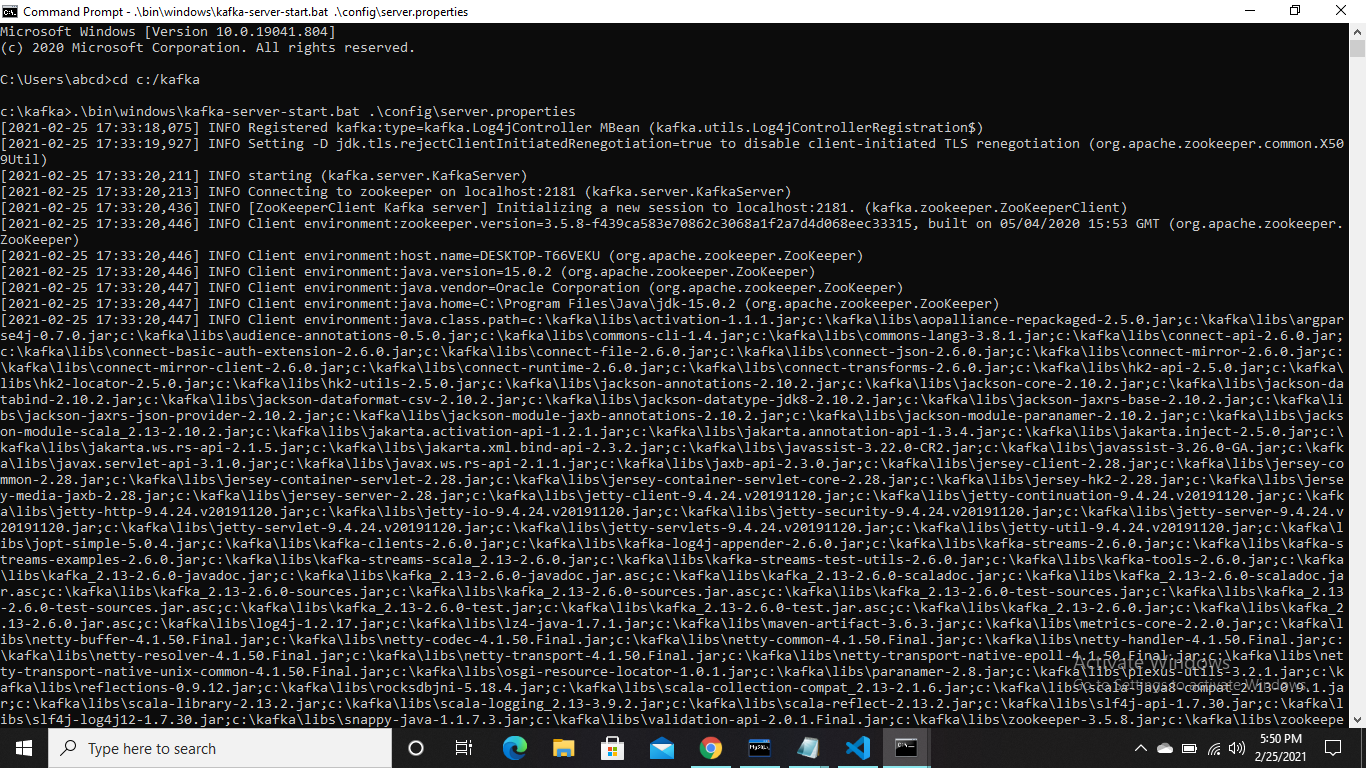 Command Prompt - .\bin\windows\kafka-server-start.bat .\config\server.properties
Microsoft Windows [Version 10.0.19041.804]
(c) 2020 Microsoft Corporation. All rights reserved.
C:\Users\abcd>cd c:/kafka
c:\kafka>.\bin\windows\kafka-server-start.bat .\config\server.properties
[2021-02-25 17:33:18,075] INFO Registered kafka:type=kafka.Log4jController MBean (kafka.utils.Log4jControllerRegistration$)
[2021-02-25 17:33:19,927] INFO Setting -D jdk.tls.rejectClientInitiatedRenegotiation=true to disable client-initiated TLS renegotiation (org.apache.zookeeper.common.X50
9Util)
[2021-02-25 17:33:20,211] INFO starting (kafka.server.KafkaServer)
[2021-02-25 17:33:20,213] INFO Connecting to zookeeper on localhost:2181 (kafka.server.KafkaServer)
[2021-02-25 17:33:20,436] INFO [ZooKeeperClient Kafka server] Initializing a new session to localhost:2181. (kafka.zookeeper.ZooKeeperClient)
[2021-02-25 17:33:20,446] INFO Client environment:zookeeper.version=3.5.8-f439ca583e70862c3068a1f2a7d4d068eec33315, built on 05/04/2020 15:53 GMT (org.apache.zookeeper.
ZooKeeper)
[2021-02-25 17:33:20,446] INFO Client environment:host.name=DESKTOP-T66VEKU (org.apache.zookeeper.ZooKeeper)
[2021-02-25 17:33:20,446] INFO Client environment:java.version=15.0.2 (org.apache.zookeeper.ZooKeeper)
[2021-02-25 17:33:20,447] INFO Client environment:java.vendor=Oracle Corporation (org.apache.zookeeper.ZooKeeper)
[2021-02-25 17:33:20,447] INFO Client environment:java.home=C:\Program Files\Java\jdk-15.0.2 (org.apache.zookeeper.ZooKeeper)
[2021-02-25 17:33:20,447] INFO Client environment:java.class.path=c:\kafka\libs\activation-1.1.1.jar;c:\kafka\libs\aopalliance-repackaged-2.5.0.jar;c:\kafka\libs\argpar
se4j-0.7.0.jar;c:\kafka\libs\audience-annotations-0.5.0.jar;c:\kafka\libs\commons-cli-1.4.jar;c:\kafka\libs\commons-lang3-3.8.1.jar;c:\kafka\libs\connect-api-2.6.0.jar;
c:\kafka\libs\connect-basic-auth-extension-2.6.0.jar;c:\kafka\libs\connect-file-2.6.0.jar;c:\kafka\libs\connect-json-2.6.0.jar;c:\kafka\libs\connect-mirror-2.6.0.jar;c:
\kafka\libs\connect-mirror-client-2.6.0.jar;c:\kafka\libs\connect-runtime-2.6.0.jar;c:\kafka\libs\connect-transforms-2.6.0.jar;c:\kafka\libs\hk2-api-2.5.0.jar;c:\kafka\
libs\hk2-locator-2.5.0.jar;c:\kafka\libs\hk2-utils-2.5.0.jar;c:\kafka\libs\jackson-annotations-2.10.2.jar;c:\kafka\libs\jackson-core-2.10.2.jar;c:\kafka\libs\jackson-da
tabind-2.10.2.jar;c:\kafka\libs\jackson-dataformat-csv-2.10.2.jar;c:\kafka\libs\jackson-datatype-jdk8-2.10.2.jar;c:\kafka\libs\jackson-jaxrs-base-2.10.2.jar;c:\kafka\li
bs\jackson-jaxrs-json-provider-2.10.2.jar;c:\kafka\libs\jackson-module-jaxb-annotations-2.10.2.jar;c:\kafka\libs\jackson-module-paranamer-2.10.2.jar;c:\kafka\libs\jacks
on-module-scala_2.13-2.10.2.jar;c:\kafka\libs\jakarta.activation-api-1.2.1.jar;c:\kafka\libs\jakarta.annotation-api-1.3.4.jar;c:\kafka\libs\jakarta.inject-2.5.0.jar;c:\
kafka\libs\jakarta.ws.rs-api-2.1.5.jar;c:\kafka\libs\jakarta.xml.bind-api-2.3.2.jar;c:\kafka\libs\javassist-3.22.0-CR2.jar;c:\kafka\libs\javassist-3.26.0-GA.jar;c:\kafk
a\libs\javax.servlet-api-3.1.0.jar;c:\kafka\libs\javax.ws.rs-api-2.1.1.jar;c:\kafka\libs\jaxb-api-2.3.0.jar;c:\kafka\libs\jersey-client-2.28.jar;c:\kafka\libs\jersey-co
mmon-2.28.jar;c:\kafka\libs\jersey-container-servlet-2.28.jar;c:\kafka\libs\jersey-container-servlet-core-2.28.jar;c:\kafka\libs\jersey-hk2-2.28.jar;c:\kafka\libs\jerse
y-media-jaxb-2.28.jar;c:\kafka\libs\jersey-server-2.28.jar;c:\kafka\libs\jetty-client-9.4.24.v20191120.jar;c:\kafka\libs\jetty-continuation-9.4.24.v20191120.jar;c:\kafk
a\libs\jetty-http-9.4.24.v20191120.jar;c:\kafka\libs\jetty-io-9.4.24.v20191120.jar;c:\kafka\libs\jetty-security-9.4.24.v20191120.jar;c:\kafka\libs\jetty-server-9.4.24.v
20191120.jar;c:\kafka\libs\jetty-servlet-9.4.24.v20191120.jar;c:\kafka\libs\jetty-servlets-9.4.24.v20191120.jar;c:\kafka\libs\jetty-util-9.4.24.v20191120.jar;c:\kafka\l
ibs\jopt-simple-5.0.4.jar;c:\kafka\libs\kafka-clients-2.6.0.jar;c:\kafka\libs\kafka-log4j-appender-2.6.0.jar;c:\kafka\libs\kafka-streams-2.6.0.jar;c:\kafka\libs\kafka-s
treams-examples-2.6.0.jar;c:\kafka\libs\kafka-streams-scala_2.13-2.6.0.jar;c:\kafka\libs\kafka-streams-test-utils-2.6.0.jar;c:\kafka\libs\kafka-tools-2.6.0.jar;c:\kafka
\libs\kafka_2.13-2.6.0-javadoc.jar;c:\kafka\libs\kafka_2.13-2.6.0-javadoc.jar.asc;c:\kafka\libs\kafka_2.13-2.6.0-scaladoc.jar;c:\kafka\libs\kafka_2.13-2.6.0-scaladoc.ja
r.asc;c:\kafka\libs\kafka_2.13-2.6.0-sources.jar;c:\kafka\libs\kafka_2.13-2.6.0-sources.jar.asc;c:\kafka\libs\kafka_2.13-2.6.0-test-sources.jar;c:\kafka\libs\kafka_2.13
-2.6.0-test-sources.jar.asc;c:\kafka\libs\kafka_2.13-2.6.0-test.jar;c:\kafka\libs\kafka_2.13-2.6.0-test.jar.asc;c:\kafka\libs\kafka_2.13-2.6.0.jar;c:\kafka\libs\kafka_2
.13-2.6.0.jar.asc;c:\kafka\libs\log4j-1.2.17.jar;c:\kafka\libs\lz4-java-1.7.1.jar;c:\kafka\libs\maven-artifact-3.6.3.jar;c:\kafka\libs\metrics-core-2.2.0.jar;c:\kafka\l
ibs\netty-buffer-4.1.50.Final.jar;c:\kafka\libs\netty-codec-4.1.50.Final.jar;c:\kafka\libs\netty-common-4.1.50.Final.jar;c:\kafka\libs\netty-handler-4.1.50.Final.jar;c:
\kafka\libs\netty-resolver-4.1.50.Final.jar;c:\kafka\libs\netty-transport-4.1.50.Final.jar;c:\kafka\libs\netty-transport-native-epoll-4.1.50.Final.jar;c:\kafka\libs\net
ty-transport-native-unix-common-4.1.50.Final.jar;c:\kafka\libs\osgi-resource-locator-1.0.1.jar;c:\kafka\libs\paranamer-2.8.jar;c:\kafka\libs\plexus-utils-3.2.1.jar;c:\k
afka\libs\reflections-0.9.12.jar;c:\kafka\libs\rocksdbjni-5.18.4.jar;c:\kafka\libs\scala-collection-compat_2.13-2.1.6.jar;c:\kafka\libs\scala-java8-compat_2.13-0.9.1.ja
r;c:\kafka\libs\scala-library-2.13.2.jar;c:\kafka\libs\scala-logging_2.13-3.9.2.jar;c:\kafka\libs\scala-reflect-2.13.2.jar;c:\kafka\libs\slf4j-api-1.7.30.jar;c:\kafka\l
ibs\slf4j-log4j12-1.7.30.jar;c:\kafka\libs\snappy-java-1.1.7.3.jar;c:\kafka\libs\validation-api-2.0.1.Final.jar;c:\kafka\libs\zookeeper-3.5.8.jar;c:\kafka\libs\zookeepe
Activate Windows
Go to Settings to activate Windows.
Type here to search
5:50 PM
2/25/2021